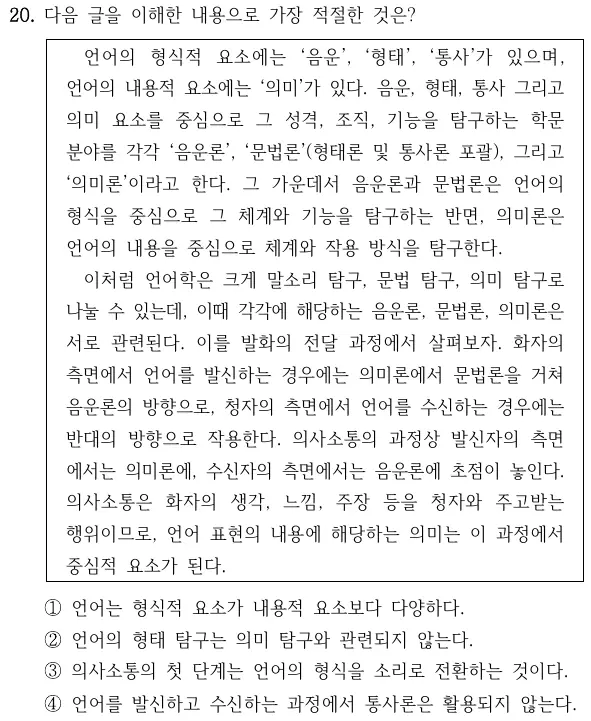 20. 다음 글을 이해한 내용으로 가장 적절한 것은?
언어의 형식적 요소에는 ‘음운’, ‘형태’, ‘통사’가 있으며,
언어의 내용적 요소에는 ‘의미’가 있다. 음운, 형태, 통사 그리고
의미 요소를 중심으로 그 성격, 조직, 기능을 탐구하는 학문
분야를 각각 ‘음운론’, ‘문법론’(형태론 및 통사론 포괄), 그리고
‘의미론’이라고 한다. 그 가운데서 음운론과 문법론은 언어의
형식을 중심으로 그 체계와 기능을 탐구하는 반면, 의미론은
언어의 내용을 중심으로 체계와 작용 방식을 탐구한다.
이처럼 언어학은 크게 말소리 탐구, 문법 탐구, 의미 탐구로
나눌 수 있는데, 이때 각각에 해당하는 음운론, 문법론, 의미론은
서로 관련된다. 이를 발화의 전달 과정에서 살펴보자. 화자의
측면에서 언어를 발신하는 경우에는 의미론에서 문법론을 거쳐
음운론의 방향으로, 청자의 측면에서 언어를 수신하는 경우에는
반대의 방향으로 작용한다. 의사소통의 과정상 발신자의 측면
에서는 의미론에, 수신자의 측면에서는 음운론에 초점이 놓인다.
의사소통은 화자의 생각, 느낌, 주장 등을 청자와 주고받는
행위이므로, 언어 표현의 내용에 해당하는 의미는 이 과정에서
중심적 요소가 된다.
① 언어는 형식적 요소가 내용적 요소보다 다양하다.
② 언어의 형태 탐구는 의미 탐구와 관련되지 않는다.
③ 의사소통의 첫 단계는 언어의 형식을 소리로 전환하는 것이다.
④ 언어를 발신하고 수신하는 과정에서 통사론은 활용되지 않는다.